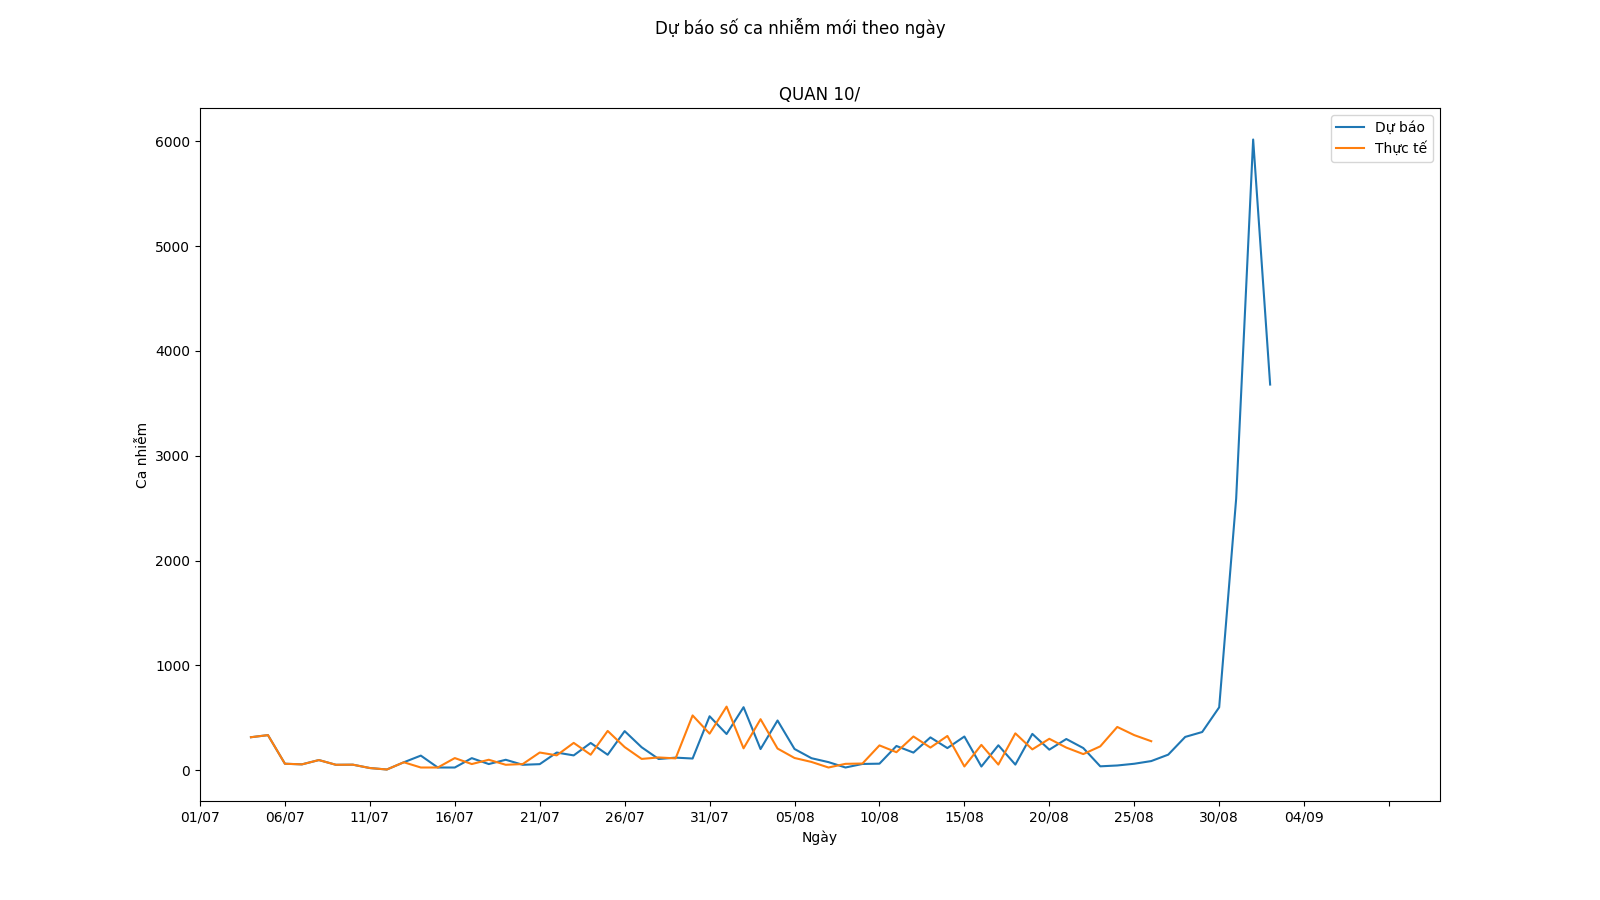 Dự báo số ca nhiễm mới theo ngày
QUAN 10/
Dự báo
Thực tế
6000
5000
4000
3000
2000
1000
0
Ca nhiễm
01/07 06/07 11/07 16/07 21/07 26/07 31/07 05/08 10/08 15/08 20/08 25/08 30/08 04/09
Ngày